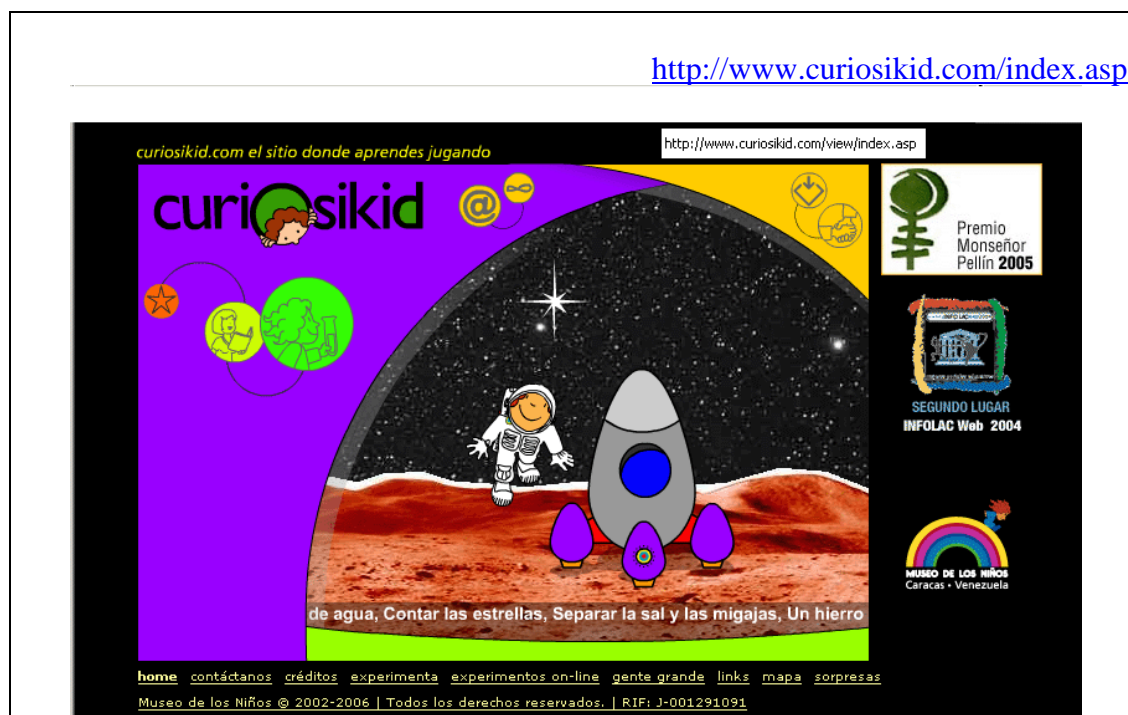 http://www.curiosikid.com/index.asp
curiosikid.com el sitio donde aprendes jugando
http://www.curiosikid.com/view/index.asp
curiosikid
@
Premio
Monseñor
Pellín 2005
SEGUNDO LUGAR
INFOLAC Web 2004
MUSEO DE LOS NIÑOS
Caracas • Venezuela
de agua, Contar las estrellas, Separar la sal y las migajas, Un hierro
home contáctanos créditos experimenta experimentos on-line gente grande links mapa sorpresas
Museo de los Niños © 2002-2006 | Todos los derechos reservados. | RIF: J-001291091